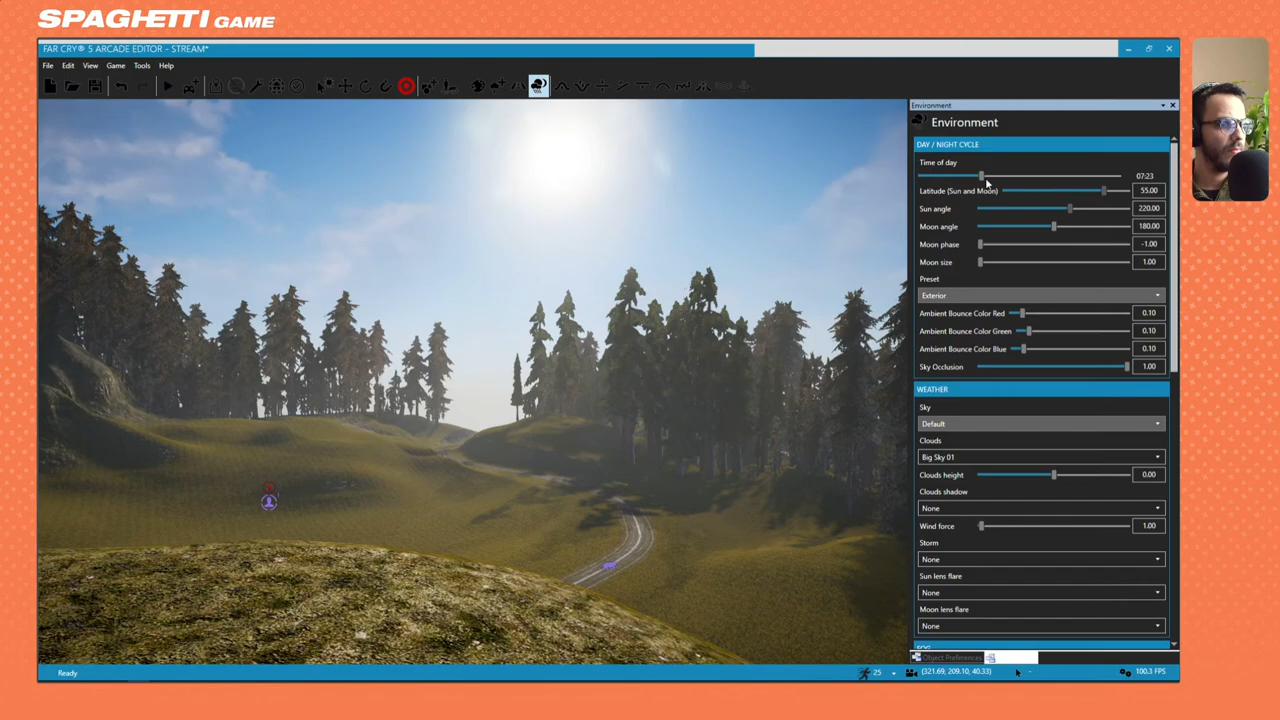 SPAGHETTI GAME
FAR CRY® 5 ARCADE EDITOR - STREAM*
File Edit View Game Tools Help
Environment
Environment
DAY / NIGHT CYCLE
Time of day
07:23
Latitude (Sun and Moon) 55.00
Sun angle 220.00
Moon angle 180.00
Moon phase -1.00
Moon size 1.00
Preset
Exterior
Ambient Bounce Color Red 0.10
Ambient Bounce Color Green 0.10
Ambient Bounce Color Blue 0.10
Sky Occlusion 1.00
WEATHER
Sky
Default
Clouds
Big Sky 01
Clouds height 0.00
Clouds shadow
None
Wind force 1.00
Storm
None
Sun lens flare
None
Moon lens flare
None
FOG
Object Preferences
Ready 25 (321.69, 209.10, 40.33) - 100.3 FPS